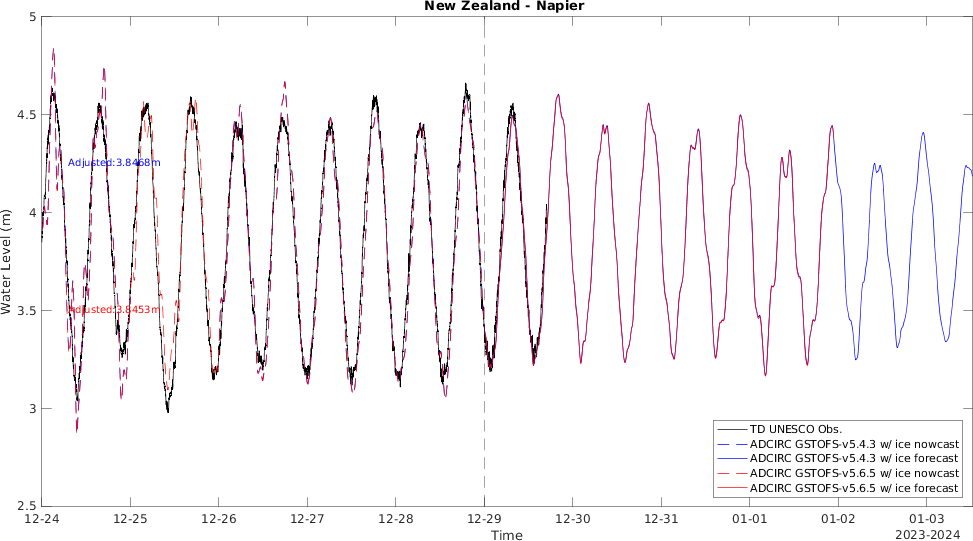 New Zealand - Napier
5
4.5
4
3.5
3
2.5
Water Level (m)
Adjusted:3.8468m
Adjusted:3.8453m
TD UNESCO Obs.
ADCIRC GSTOFS-v5.4.3 w/ ice nowcast
ADCIRC GSTOFS-v5.4.3 w/ ice forecast
ADCIRC GSTOFS-v5.6.5 w/ ice nowcast
ADCIRC GSTOFS-v5.6.5 w/ ice forecast
12-24 12-25 12-26 12-27 12-28 12-29 12-30 12-31 01-01 01-02 01-03
Time
2023-2024